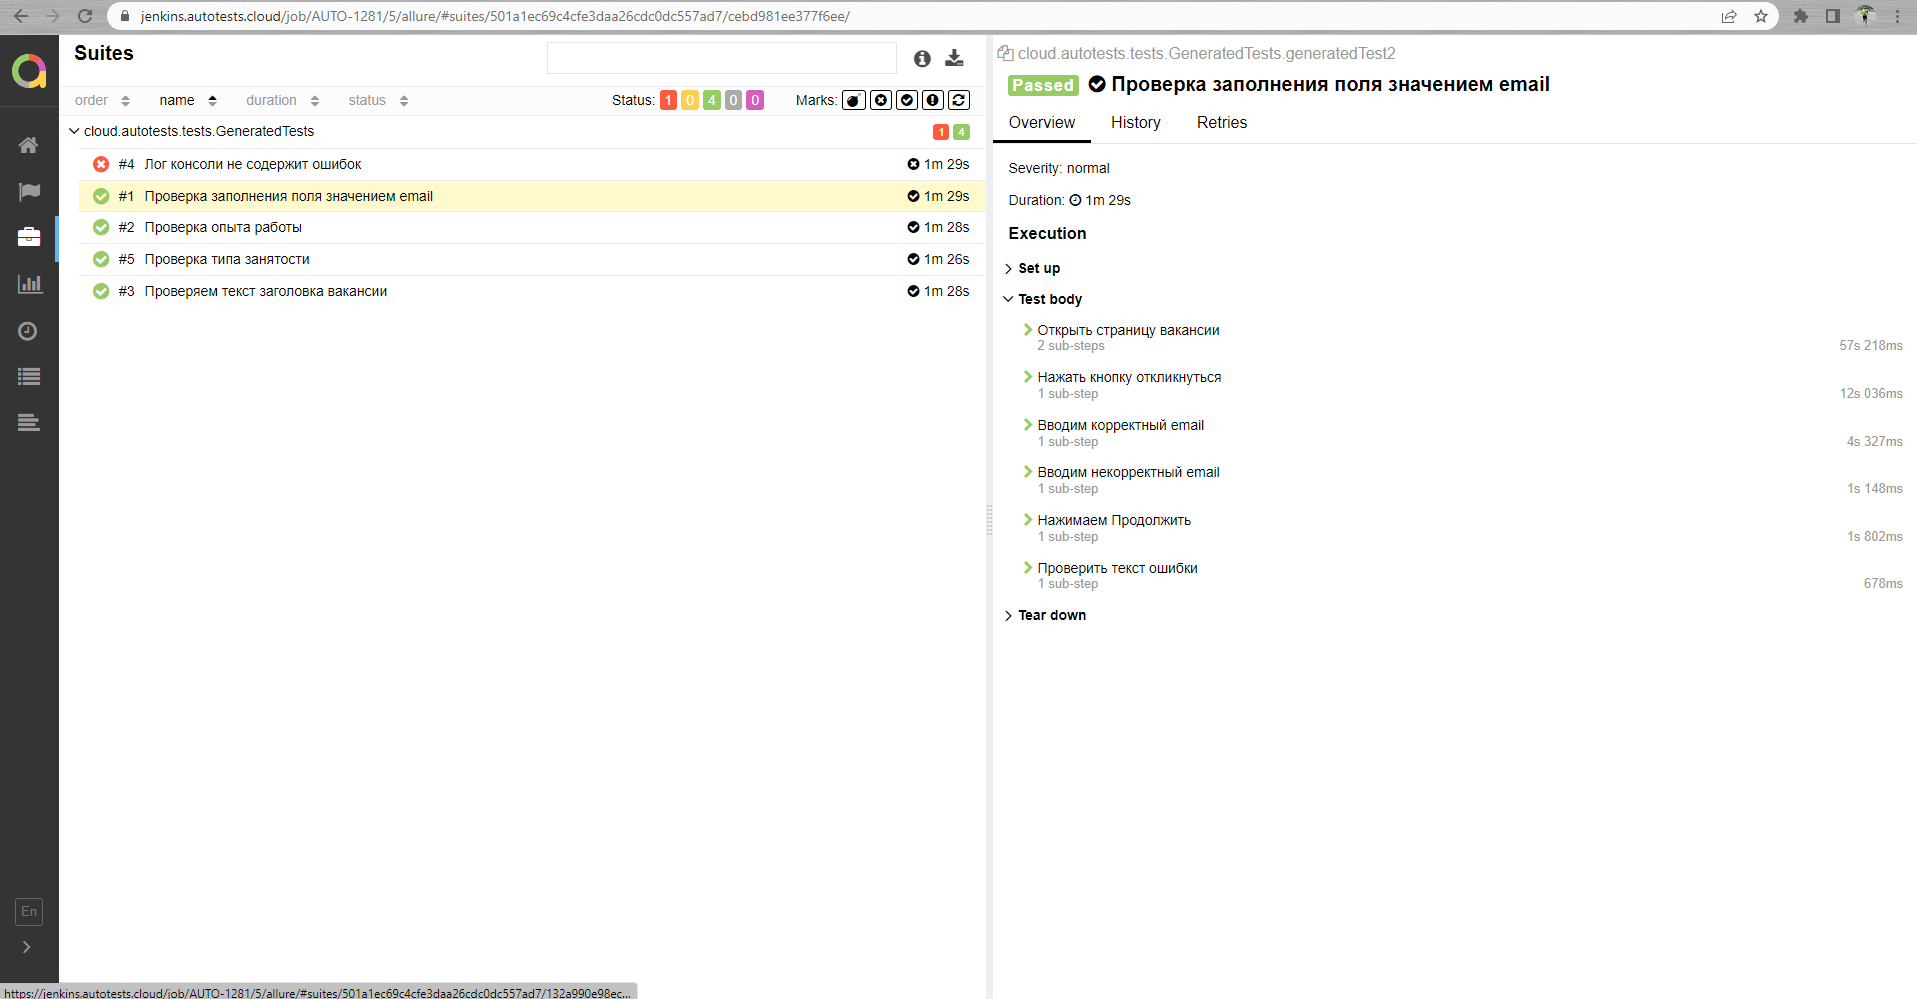 jenkins.autotests.cloud/job/AUTO-1281/5/allure/#suites/501a1ec69c4cfe3daa26cdc0dc557ad7/cebd981ee377f6ee/
Suites
order name duration status Status: 1 0 4 0 0 Marks:
cloud.autotests.tests.GeneratedTests 1 4
#4 Лог консоли не содержит ошибок 1m 29s
#1 Проверка заполнения поля значением email 1m 29s
#2 Проверка опыта работы 1m 28s
#5 Проверка типа занятости 1m 26s
#3 Проверяем текст заголовка вакансии 1m 28s
En
https://jenkins.autotests.cloud/job/AUTO-1281/5/allure/#suites/501a1ec69c4cfe3daa26cdc0dc557ad7/132a990e98ec...
cloud.autotests.tests.GeneratedTests.generatedTest2
Passed Проверка заполнения поля значением email
Overview History Retries
Severity: normal
Duration: 1m 29s
Execution
Set up
Test body
Открыть страницу вакансии
2 sub-steps 57s 218ms
Нажать кнопку откликнуться
1 sub-step 12s 036ms
Вводим корректный email
1 sub-step 4s 327ms
Вводим некорректный email
1 sub-step 1s 148ms
Нажимаем Продолжить
1 sub-step 1s 802ms
Проверить текст ошибки
1 sub-step 678ms
Tear down